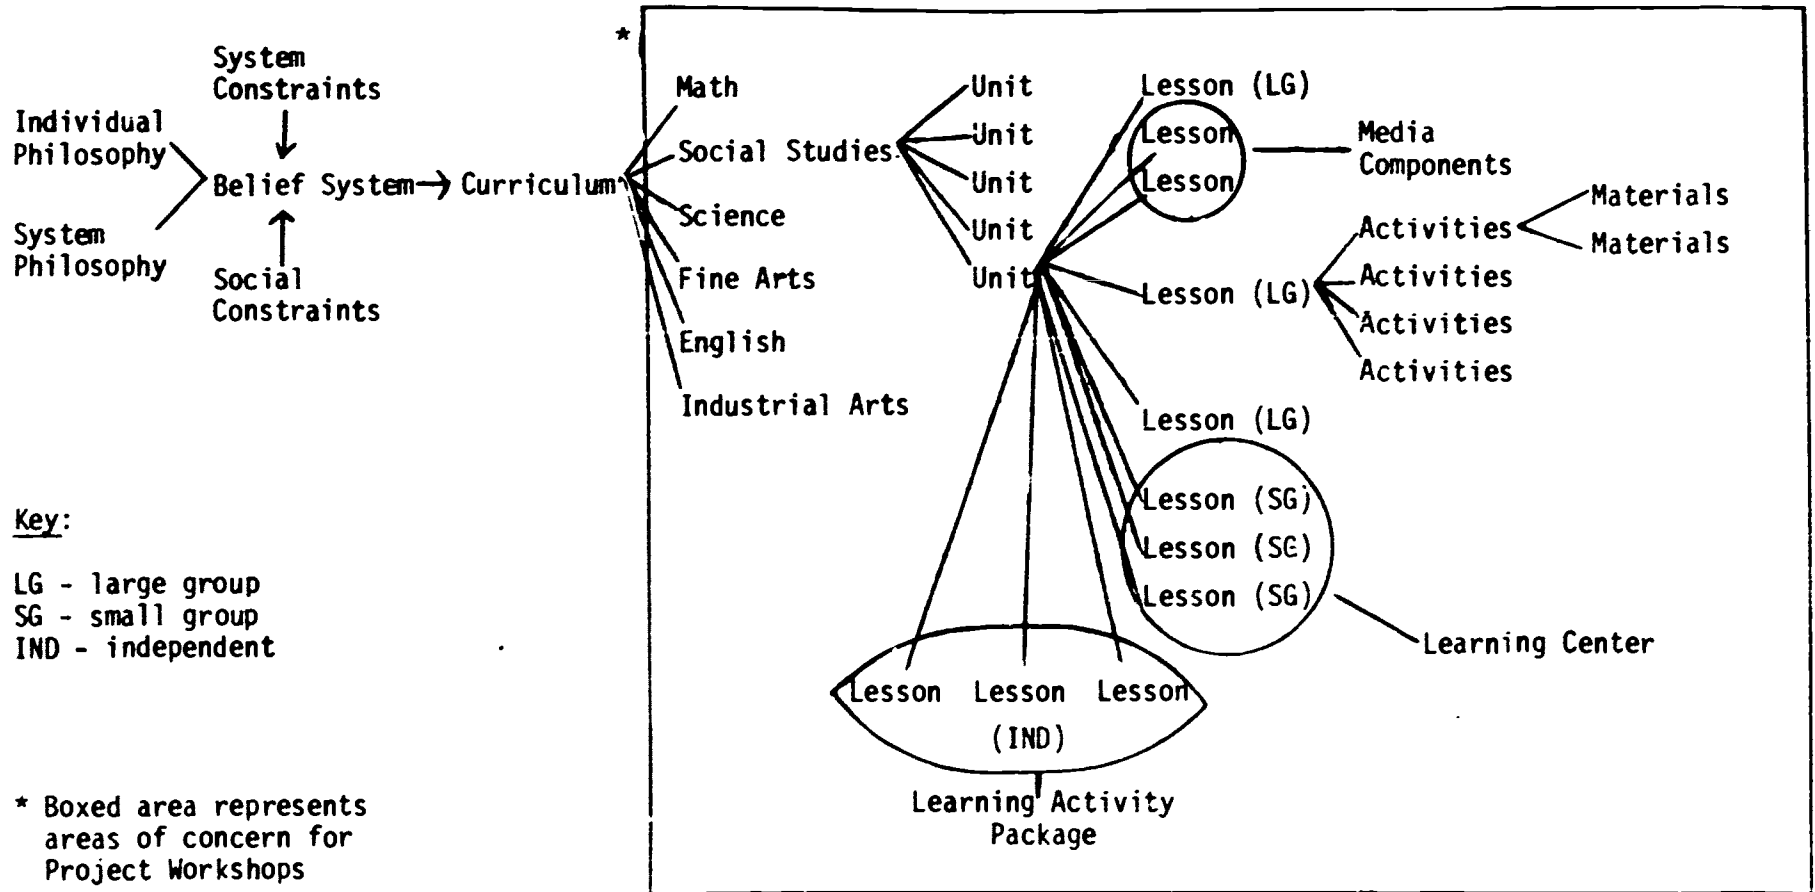 *
System
Constraints
Individual
Philosophy
Belief System
Curriculum
System
Philosophy
Social
Constraints
Math
Social Studies
Science
Fine Arts
English
Industrial Arts
Unit
Unit
Unit
Unit
Unit
Lesson (LG)
Lesson
Lesson
Media
Components
Lesson (LG)
Activities
Activities
Activities
Activities
Materials
Materials
Lesson (LG)
Lesson (SG)
Lesson (SG)
Lesson (SG)
Learning Center
Lesson Lesson Lesson
(IND)
Learning Activity
Package
Key:
LG - large group
SG - small group
IND - independent
* Boxed area represents
areas of concern for
Project Workshops